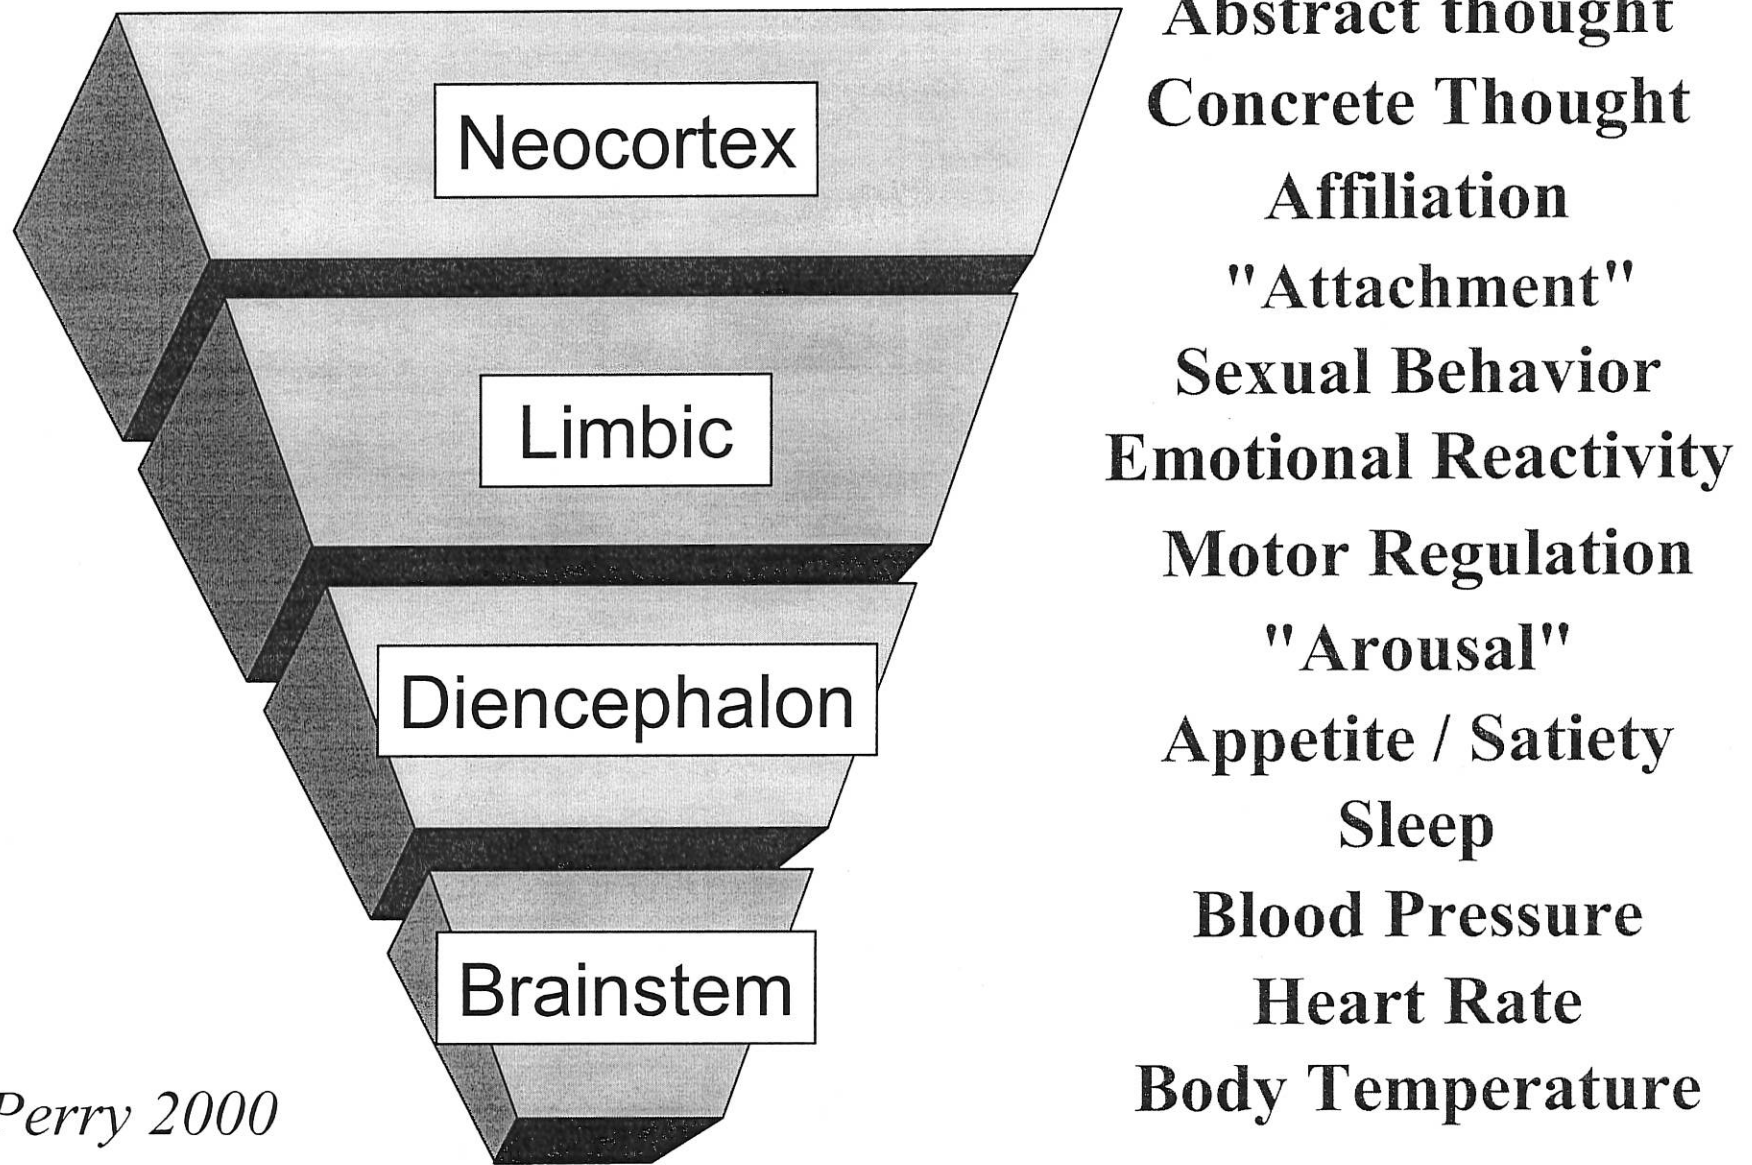 Neocortex
Limbic
Diencephalon
Brainstem
Abstract thought
Concrete Thought
Affiliation
"Attachment"
Sexual Behavior
Emotional Reactivity
Motor Regulation
"Arousal"
Appetite / Satiety
Sleep
Blood Pressure
Heart Rate
Body Temperature
Perry 2000